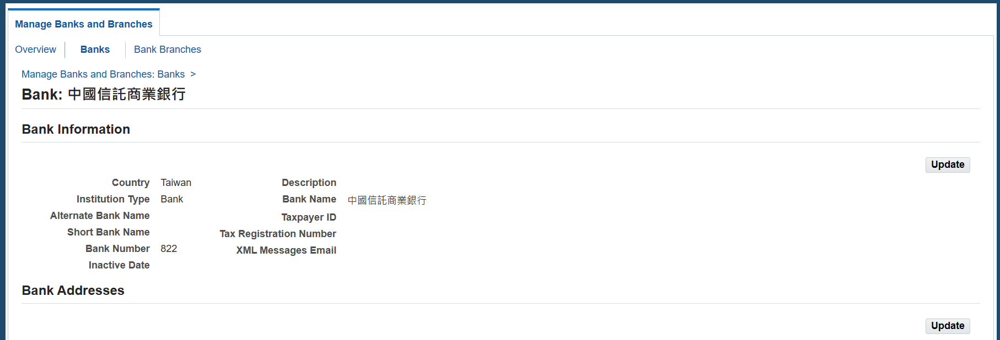 Manage Banks and Branches
Overview Banks Bank Branches
Manage Banks and Branches: Banks >
Bank: 中國信託商業銀行
Bank Information
Update
Country Taiwan Description
Institution Type Bank Bank Name 中國信託商業銀行
Alternate Bank Name Taxpayer ID
Short Bank Name Tax Registration Number
Bank Number 822 XML Messages Email
Inactive Date
Bank Addresses
Update